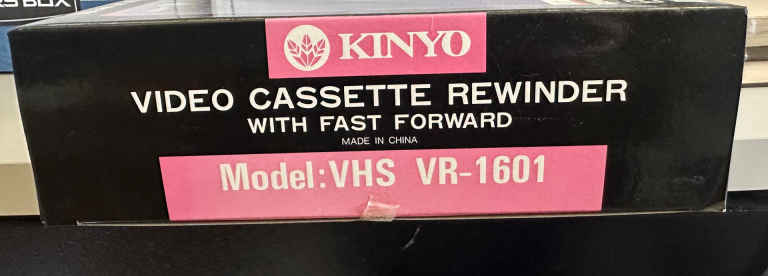 KINYO
VIDEO CASSETTE REWINDER
WITH FAST FORWARD
MADE IN CHINA
Model:VHS VR-1601